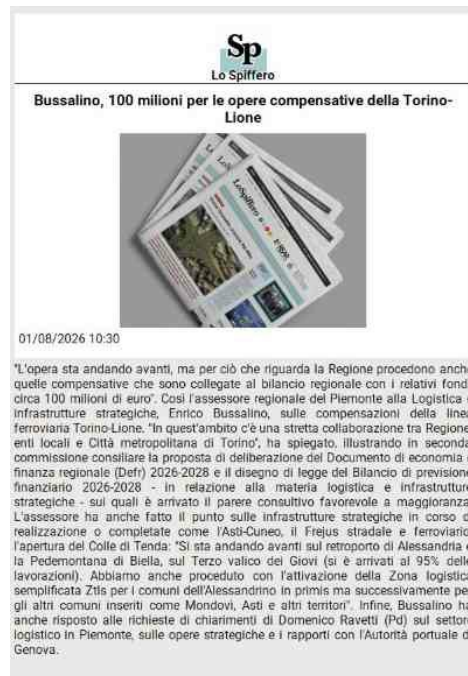 Sp
Lo Spiffero
Bussalino, 100 milioni per le opere compensative della Torino-
Lione
LoSpiffero
01/08/2026 10:30
"L'opera sta andando avanti, ma per ciò che riguarda la Regione procedono anch
quelle compensative che sono collegate al bilancio regionale con i relativi fond
circa 100 milioni di euro". Così l'assessore regionale del Piemonte alla Logistica
infrastrutture strategiche, Enrico Bussalino, sulle compensazioni della line
ferroviaria Torino-Lione. "In quest'ambito c'è una stretta collaborazione tra Regione
enti locali e Città metropolitana di Torino", ha spiegato, illustrando in seconda
commissione consiliare la proposta di deliberazione del Documento di economia
finanza regionale (Defr) 2026-2028 e il disegno di legge del Bilancio di previsione
finanziario 2026-2028 - in relazione alla materia logistica e infrastrutture
strategiche - sui quali è arrivato il parere consultivo favorevole a maggioranza
L'assessore ha anche fatto il punto sulle infrastrutture strategiche in corso d
realizzazione o completate come l'Asti-Cuneo, il Frejus stradale e ferroviario
l'apertura del Colle di Tenda: "Si sta andando avanti sul retroporto di Alessandria
la Pedemontana di Biella, sul Terzo valico dei Giovi (si è arrivati al 95% delle
lavorazioni). Abbiamo anche proceduto con l'attivazione della Zona logistic
semplificata Ztls per i comuni dell'Alessandrino in primis ma successivamente pe
gli altri comuni inseriti come Mondovì, Asti e altri territori". Infine, Bussalino h
anche risposto alle richieste di chiarimenti di Domenico Ravetti (Pd) sul settor
logistico in Piemonte, sulle opere strategiche e i rapporti con l'Autorità portuale d
Genova.